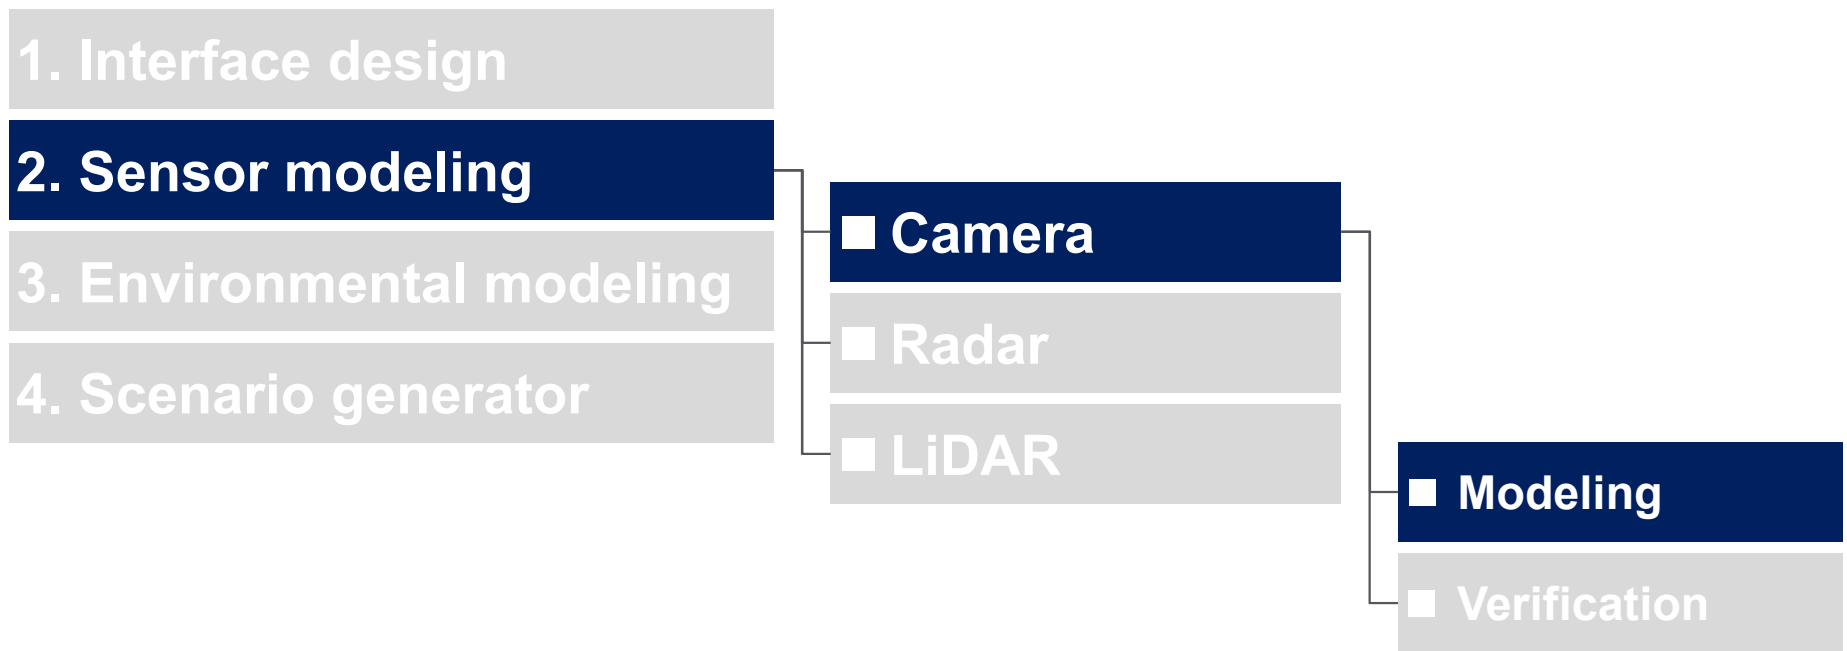 1. Interface design
2. Sensor modeling
3. Environmental modeling
4. Scenario generator
■ Camera
■ Radar
■ LiDAR
■ Modeling
■ Verification